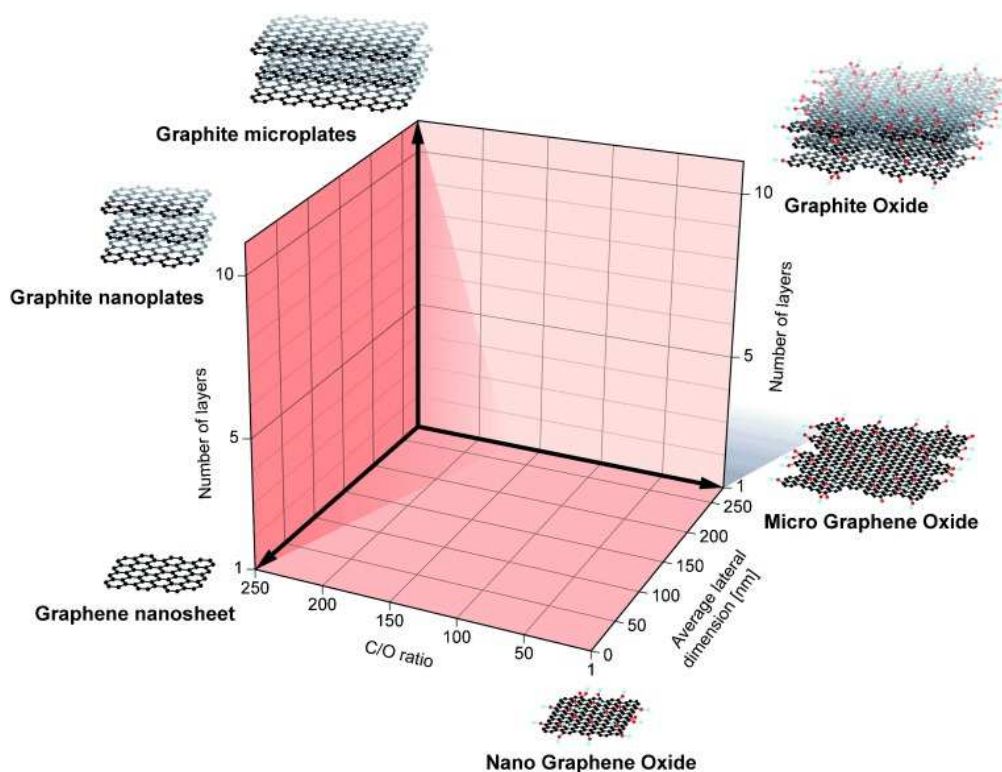 Graphite microplates
Graphite Oxide
Graphite nanoplates
10
5
1
Number of layers
10
5
1
Number of layers
Micro Graphene Oxide
Graphene nanosheet
250
200
150
100
50
1
C/O ratio
250
200
150
100
50
0
Average lateral
dimension [nm]
Nano Graphene Oxide